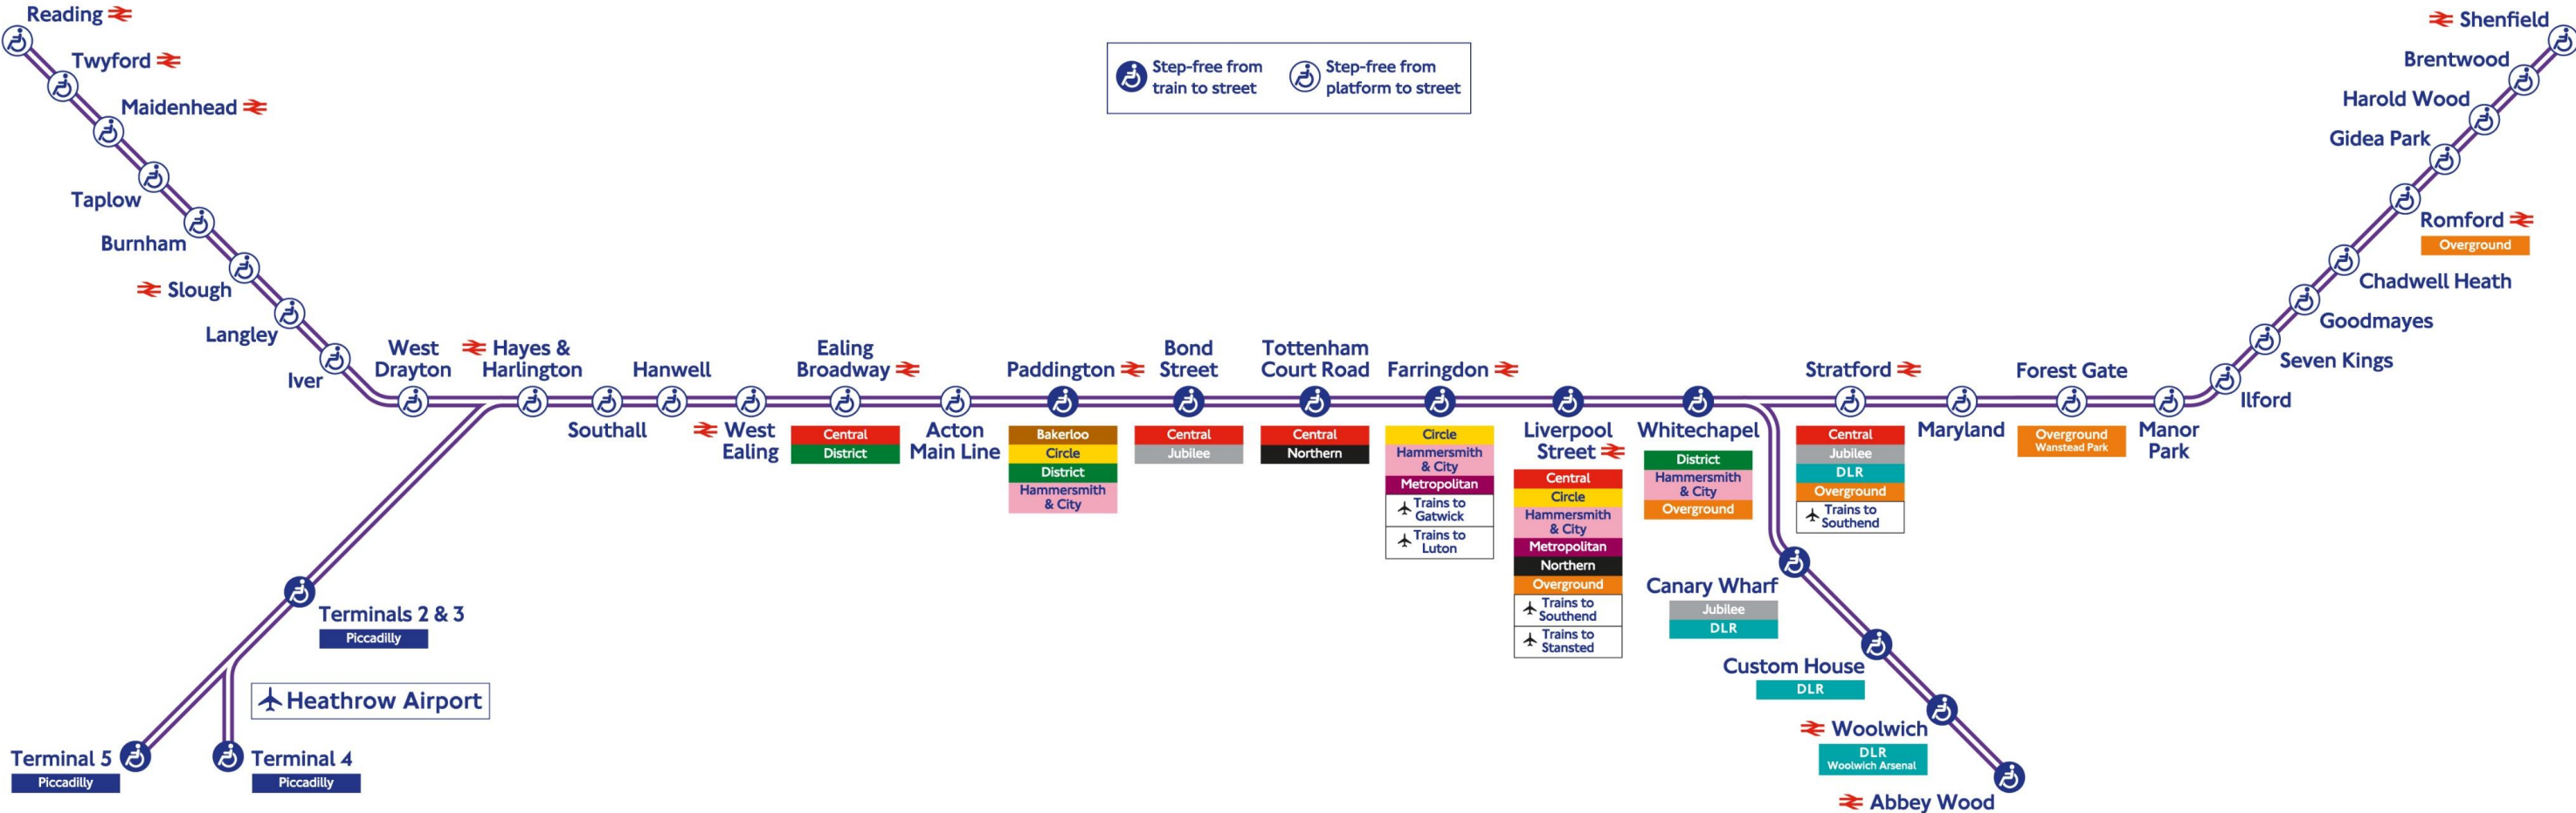 Reading
Twyford
Maidenhead
Taplow
Burnham
Slough
Langley
Iver
West
Drayton
Hayes &
Harlington
Southall
Hanwell
West
Ealing
Ealing
Broadway
Central
District
Acton
Main Line
Paddington
Bakerloo
Circle
District
Hammersmith
& City
Bond
Street
Central
Jubilee
Tottenham
Court Road
Central
Northern
Farringdon
Circle
Hammersmith
& City
Metropolitan
Trains to
Gatwick
Trains to
Luton
Liverpool
Street
Central
Circle
Hammersmith
& City
Metropolitan
Northern
Overground
Trains to
Southend
Trains to
Stansted
Whitechapel
District
Hammersmith
& City
Overground
Stratford
Central
Jubilee
DLR
Overground
Trains to
Southend
Maryland
Forest Gate
Overground
Wanstead Park
Manor
Park
Ilford
Seven Kings
Goodmayes
Chadwell Heath
Romford
Overground
Gidea Park
Harold Wood
Brentwood
Shenfield
Step-free from
train to street
Step-free from
platform to street
Terminals 2 & 3
Piccadilly
Heathrow Airport
Terminal 5
Piccadilly
Terminal 4
Piccadilly
Canary Wharf
Jubilee
DLR
Custom House
DLR
Woolwich
DLR
Woolwich Arsenal
Abbey Wood